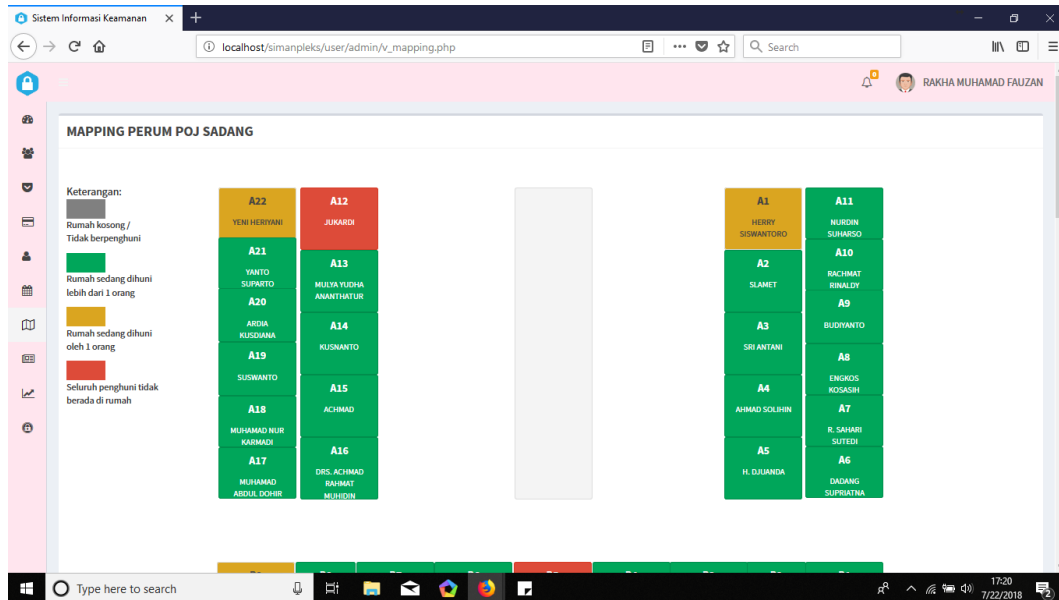 Sistem Informasi Keamanan
localhost/simanpleks/user/admin/v_mapping.php
Search
0
RAKHA MUHAMAD FAUZAN
MAPPING PERUM POJ SADANG
Keterangan:
Rumah kosong /
Tidak berpenghuni
Rumah sedang dihuni
lebih dari 1 orang
Rumah sedang dihuni
oleh 1 orang
Seluruh penghuni tidak
berada di rumah
A22
YENI HERIYANI
A21
YANTO
SUPARTO
A20
ARDIA
KUSDIANA
A19
SUSWANTO
A18
MUHAMAD NUR
KARMADI
A17
MUHAMAD
ABDUL DOHIR
A12
JUKARDI
A13
MULYA YUDHA
ANANTHATUR
A14
KUSNANTO
A15
ACHMAD
A16
DRS. ACHMAD
RAHMAT
MUHIDIN
A1
HERRY
SISWANTORO
A2
SLAMET
A3
SRI ANTANI
A4
AHMAD SOLIHIN
A5
H. DJUANDA
A11
NURDIN
SUHARSO
A10
RACHMAT
RINALDY
A9
BUDIYANTO
A8
ENGKOS
KOSASIH
A7
R. SAHARI
SUTEDI
A6
DADANG
SUPRIATNA
Type here to search
17:20
7/22/2018
2